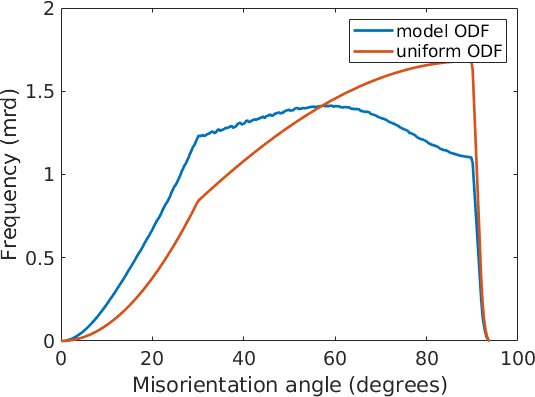 2
1.5
1
0.5
0
0
20
40
60
80
100
Frequency (mrd)
Misorientation angle (degrees)
model ODF
uniform ODF